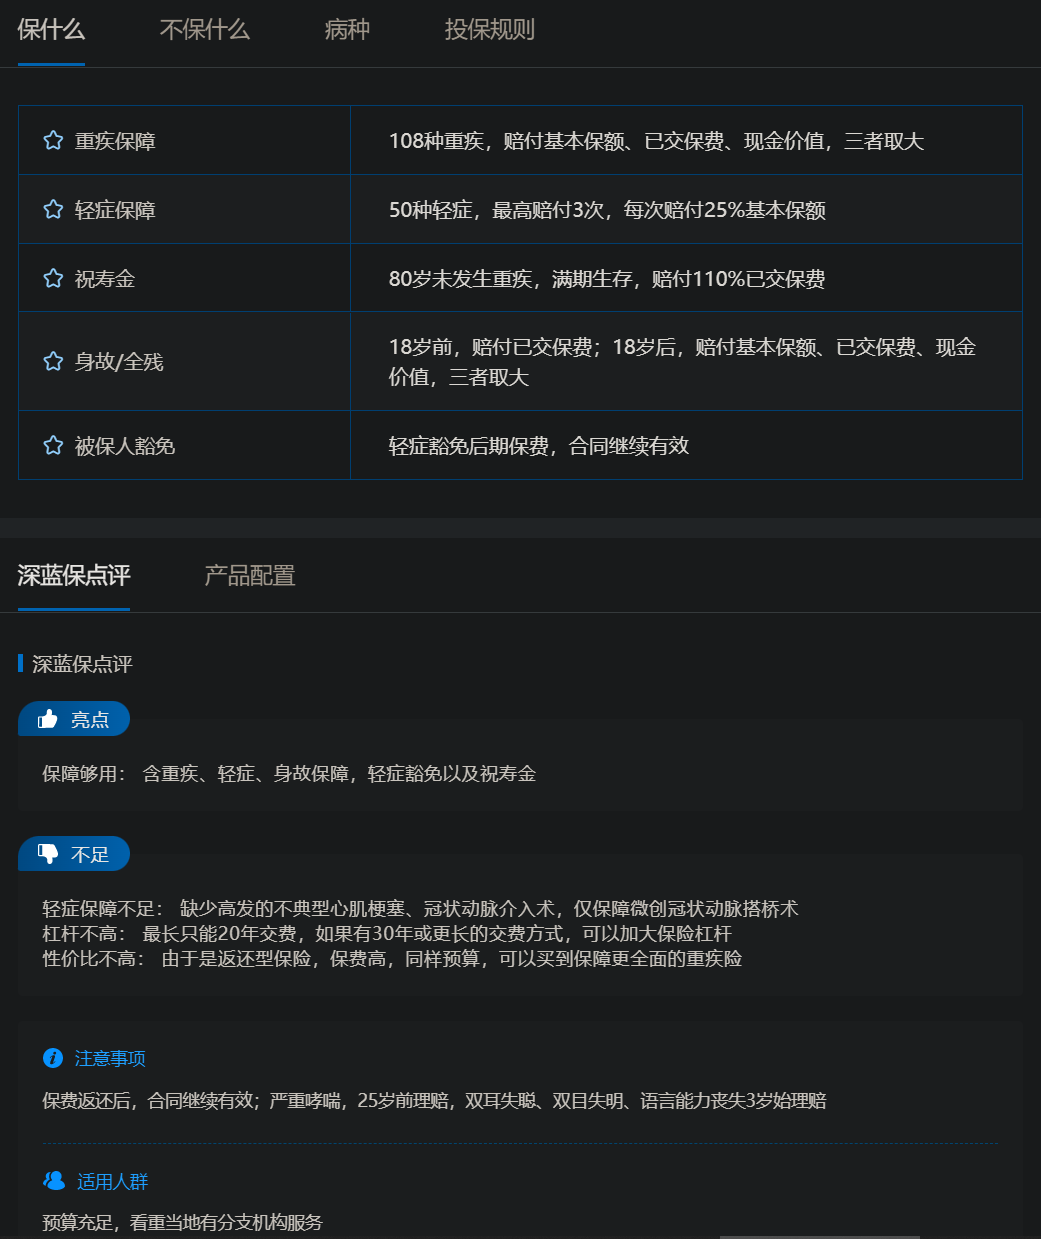 保什么 不保什么 病种 投保规则
重疾保障 108种重疾，赔付基本保额、已交保费、现金价值，三者取大
轻症保障 50种轻症，最高赔付3次，每次赔付25%基本保额
祝寿金 80岁未发生重疾，满期生存，赔付110%已交保费
身故/全残 18岁前，赔付已交保费；18岁后，赔付基本保额、已交保费、现金
价值，三者取大
被保人豁免 轻症豁免后期保费，合同继续有效
深蓝保点评 产品配置
深蓝保点评
亮点
保障够用： 含重疾、轻症、身故保障，轻症豁免以及祝寿金
不足
轻症保障不足： 缺少高发的不典型心肌梗塞、冠状动脉介入术，仅保障微创冠状动脉搭桥术
杠杆不高： 最长只能20年交费，如果有30年或更长的交费方式，可以加大保险杠杆
性价比不高： 由于是返还型保险，保费高，同样预算，可以买到保障更全面的重疾险
注意事项
保费返还后，合同继续有效；严重哮喘，25岁前理赔，双耳失聪、双目失明、语言能力丧失3岁始理赔
适用人群
预算充足，看重当地有分支机构服务